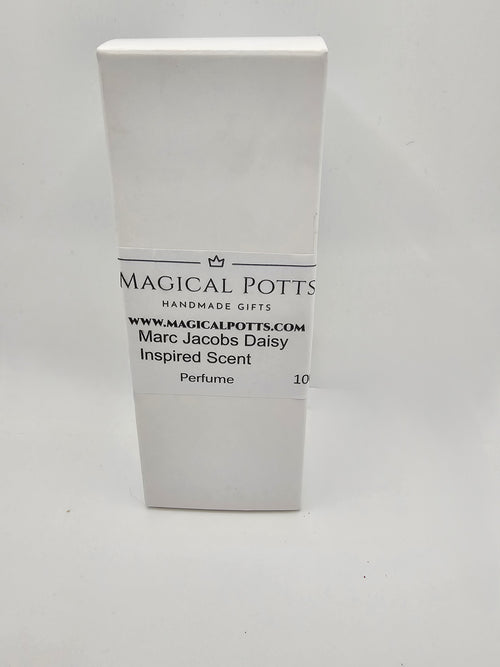 MAGICAL POTTS
HANDMADE GIFTS
WWW.MAGICALPOTTS.COM
Marc Jacobs Daisy
Inspired Scent
Perfume 10